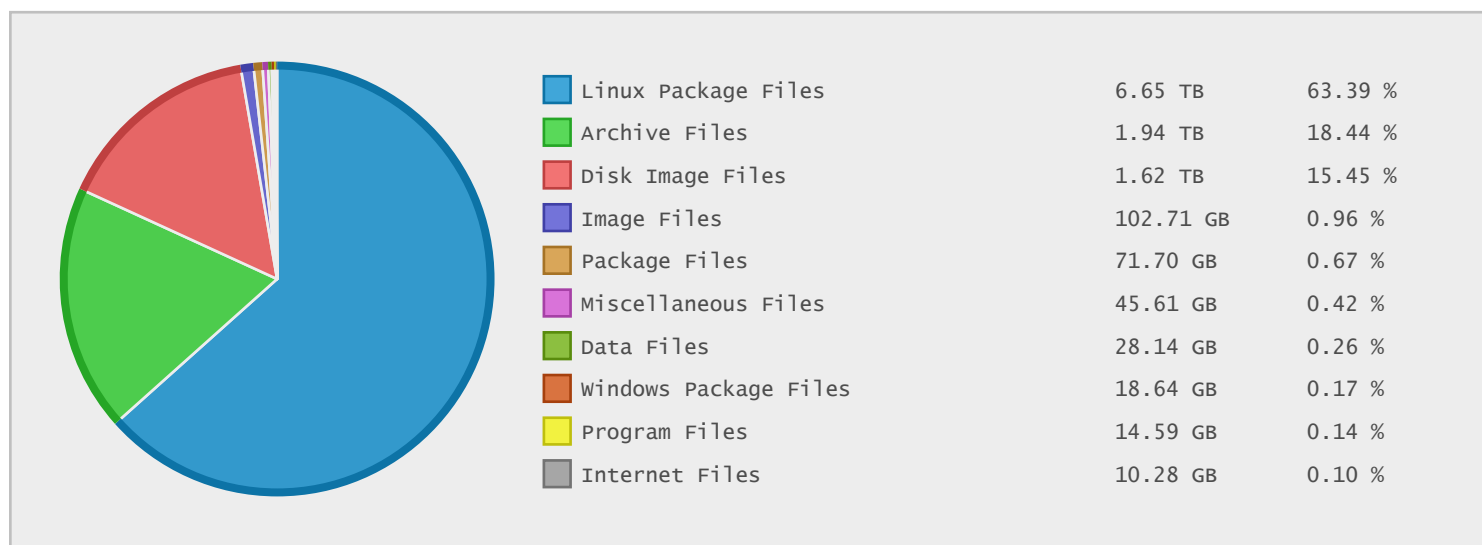 Linux Package Files 6.65 TB 63.39 %
Archive Files 1.94 TB 18.44 %
Disk Image Files 1.62 TB 15.45 %
Image Files 102.71 GB 0.96 %
Package Files 71.70 GB 0.67 %
Miscellaneous Files 45.61 GB 0.42 %
Data Files 28.14 GB 0.26 %
Windows Package Files 18.64 GB 0.17 %
Program Files 14.59 GB 0.14 %
Internet Files 10.28 GB 0.10 %